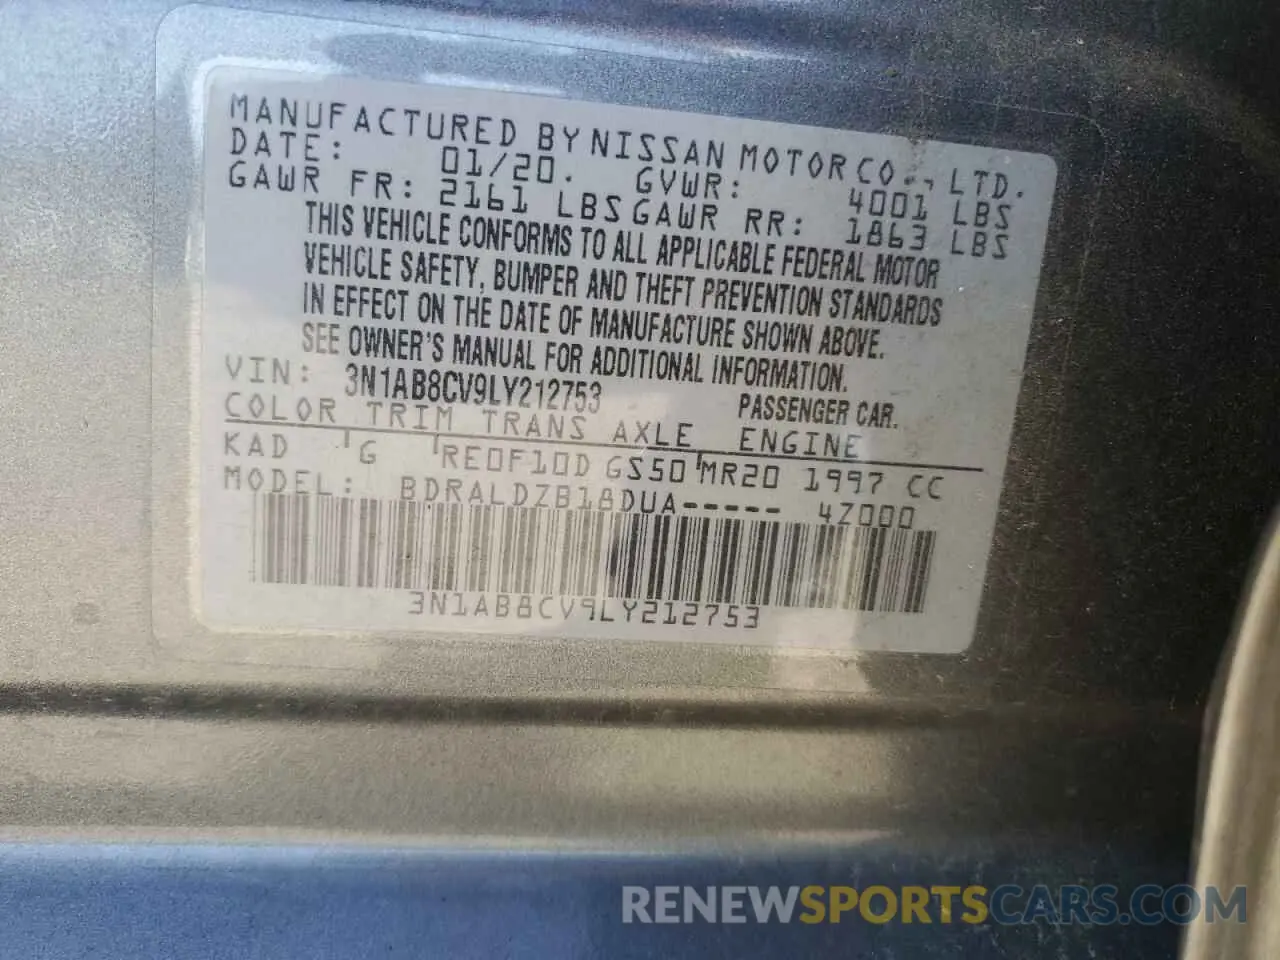 MANUFACTURED BY NISSAN MOTOR CO., LTD.
DATE: 01/20. GVWR: 4001 LBS
GAWR FR: 2161 LBS GAWR RR: 1863 LBS
THIS VEHICLE CONFORMS TO ALL APPLICABLE FEDERAL MOTOR
VEHICLE SAFETY, BUMPER AND THEFT PREVENTION STANDARDS
IN EFFECT ON THE DATE OF MANUFACTURE SHOWN ABOVE.
SEE OWNER'S MANUAL FOR ADDITIONAL INFORMATION.
VIN: 3N1AB8CV9LY212753 PASSENGER CAR.
COLOR TRIM TRANS AXLE ENGINE
KAD G RE0F10D GS50 MR20 1997 CC
MODEL: BDRALDZB18DUA----- 4Z000
3N1AB8CV9LY212753
RENEWSPORTSCARS.COM